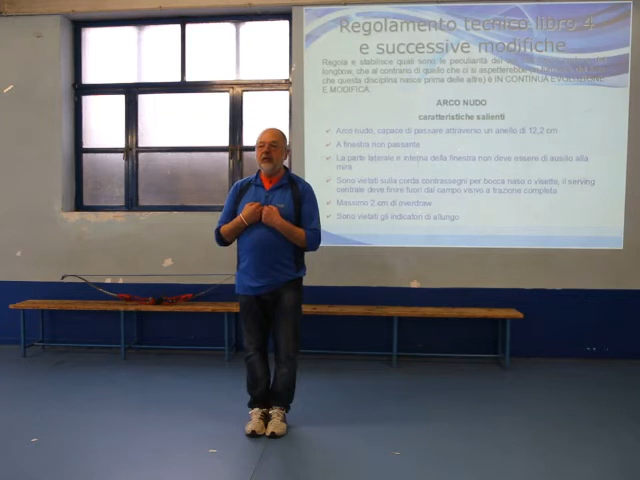 Regolamento tecnico libro 4
e successive modifiche
Regola e stabilisce quali sono le peculiarità
longbow, che al contrario di quello che ci si aspetterebbe
che questa disciplina nasce prima delle altre) è IN CONTINUA EVOLUZIONE
E MODIFICA.
ARCO NUDO
caratteristiche salienti
Arco nudo, capace di passare attraverso un anello di 12,2 cm
A finestra non passante
La parte laterale e interna della finestra non deve essere di ausilio alla
mira
Sono vietati sulla corda contrassegni per bocca naso o visette, il serving
centrale deve finire fuori dal campo visivo a trazione completa
Massimo 2 cm di overdraw
Sono vietati gli indicatori di allungo